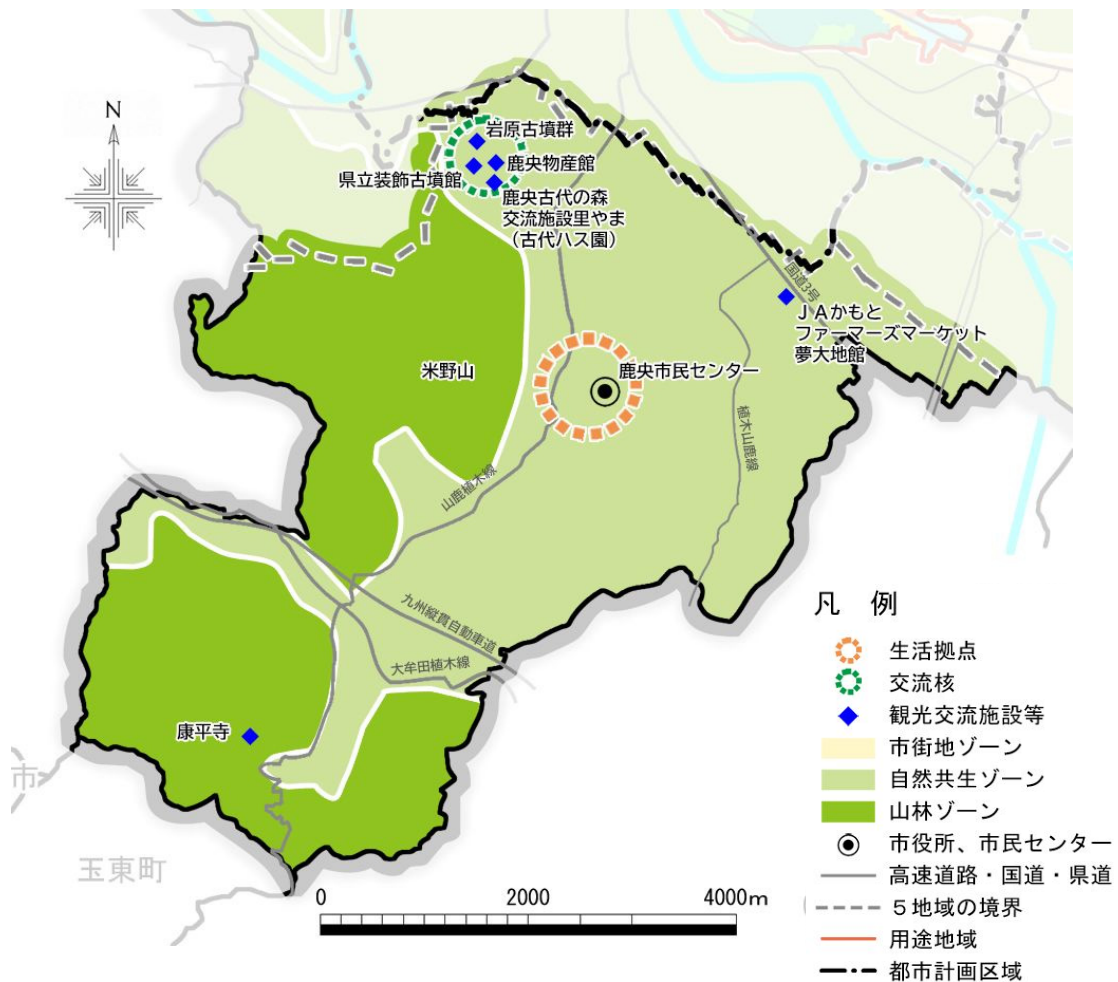 N
岩原古墳群
鹿央物産館
県立装飾古墳館
鹿央古代の森
交流施設里やま
（古代ハス園）
国道3号
ＪＡかもと
ファーマーズマーケット
夢大地館
米野山
鹿央市民センター
植木山鹿線
山鹿植木線
九州縦貫自動車道
大牟田植木線
康平寺
市
玉東町
0 2000 4000m
凡 例
生活拠点
交流核
観光交流施設等
市街地ゾーン
自然共生ゾーン
山林ゾーン
市役所、市民センター
高速道路・国道・県道
５地域の境界
用途地域
都市計画区域